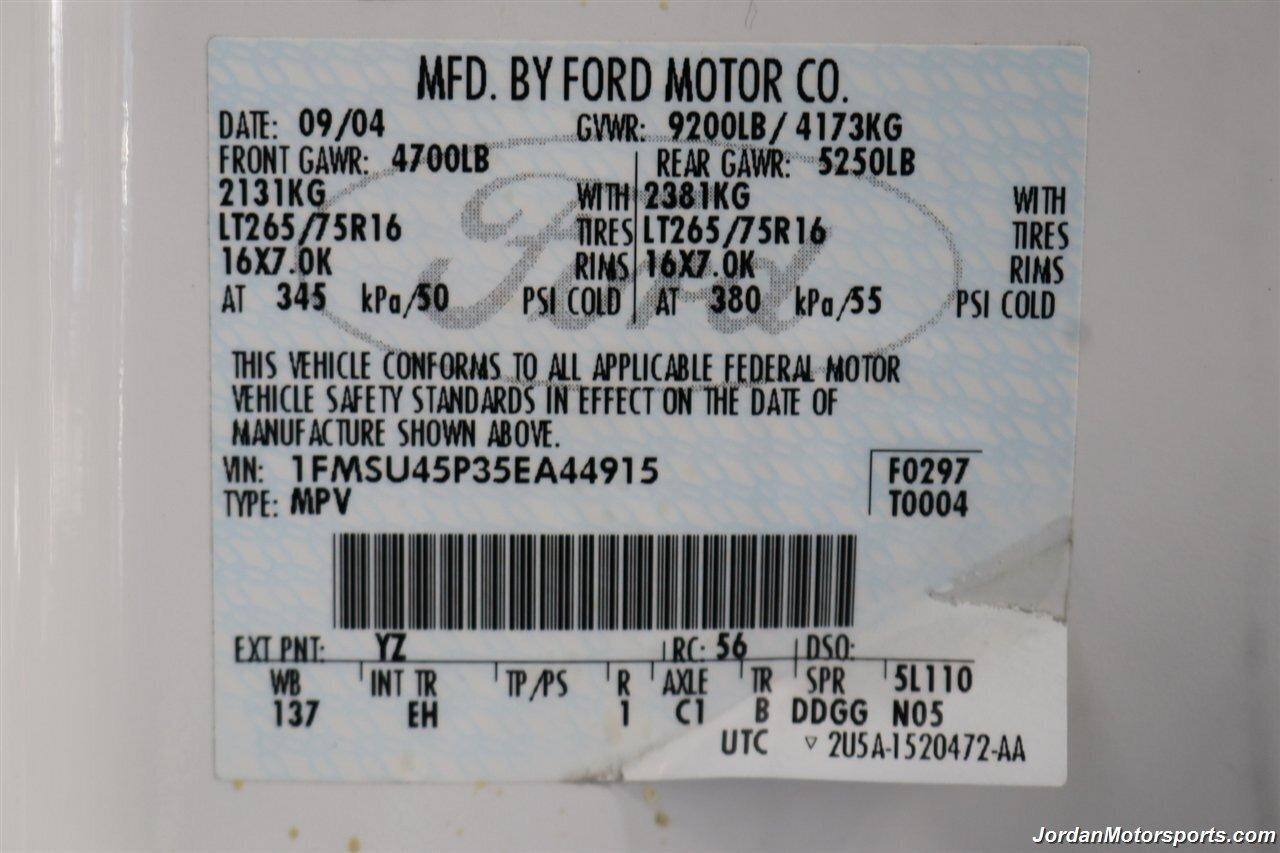 MFD. BY FORD MOTOR CO.
DATE: 09/04 GVWR: 9200LB/ 4173KG
FRONT GAWR: 4700LB REAR GAWR: 5250LB
2131KG WITH 2381KG WITH
LT265/75R16 TIRES LT265/75R16 TIRES
16X7.0K RIMS 16X7.0K RIMS
AT 345 kPa/50 PSI COLD AT 380 kPa/55 PSI COLD
Ford
THIS VEHICLE CONFORMS TO ALL APPLICABLE FEDERAL MOTOR
VEHICLE SAFETY STANDARDS IN EFFECT ON THE DATE OF
MANUFACTURE SHOWN ABOVE.
VIN: 1FMSU45P35EA44915 F0297
TYPE: MPV T0004
EXT PNT: YZ RC: 56 DSO:
WB INT TR TP/PS R AXLE TR SPR 5L110
137 EH 1 C1 B DDGG N05
UTC ▽ 2U5A-1520472-AA
JordanMotorsports.com